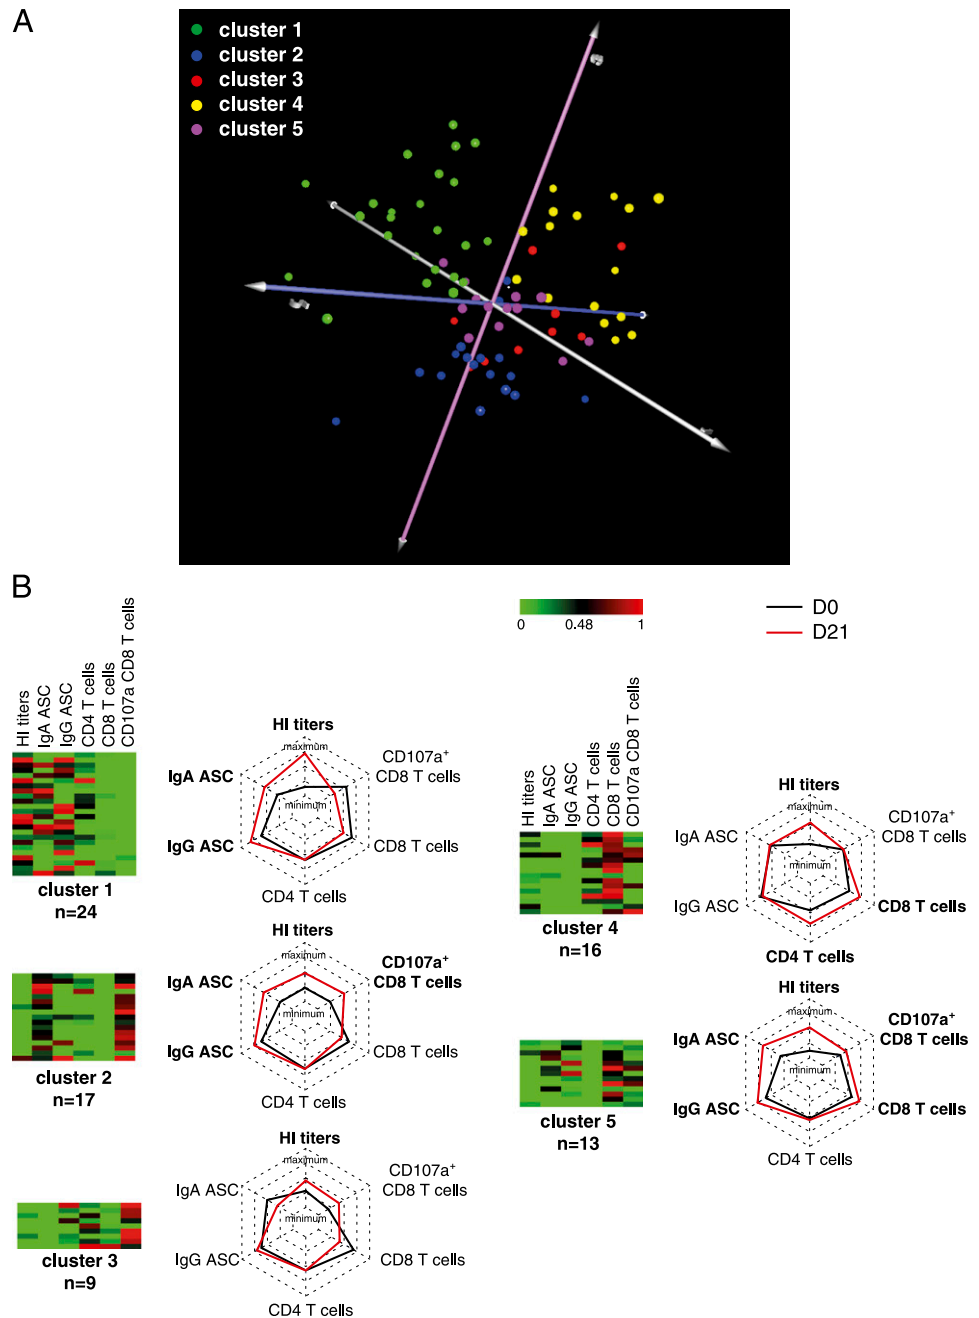 A
cluster 1
cluster 2
cluster 3
cluster 4
cluster 5
B
HI titers
IgA ASC
IgG ASC
CD4 T cells
CD8 T cells
CD107a CD8 T cells
cluster 1
n=24
HI titers
maximum
minimum
IgA ASC
CD107a+
CD8 T cells
IgG ASC
CD8 T cells
CD4 T cells
0
0.48
1
D0
D21
cluster 2
n=17
HI titers
maximum
minimum
IgA ASC
CD107a+
CD8 T cells
IgG ASC
CD8 T cells
CD4 T cells
cluster 3
n=9
HI titers
maximum
minimum
IgA ASC
CD107a+
CD8 T cells
IgG ASC
CD8 T cells
CD4 T cells
HI titers
IgA ASC
IgG ASC
CD4 T cells
CD8 T cells
CD107a CD8 T cells
cluster 4
n=16
HI titers
maximum
minimum
IgA ASC
CD107a+
CD8 T cells
IgG ASC
CD8 T cells
CD4 T cells
cluster 5
n=13
HI titers
maximum
minimum
IgA ASC
CD107a+
CD8 T cells
IgG ASC
CD8 T cells
CD4 T cells